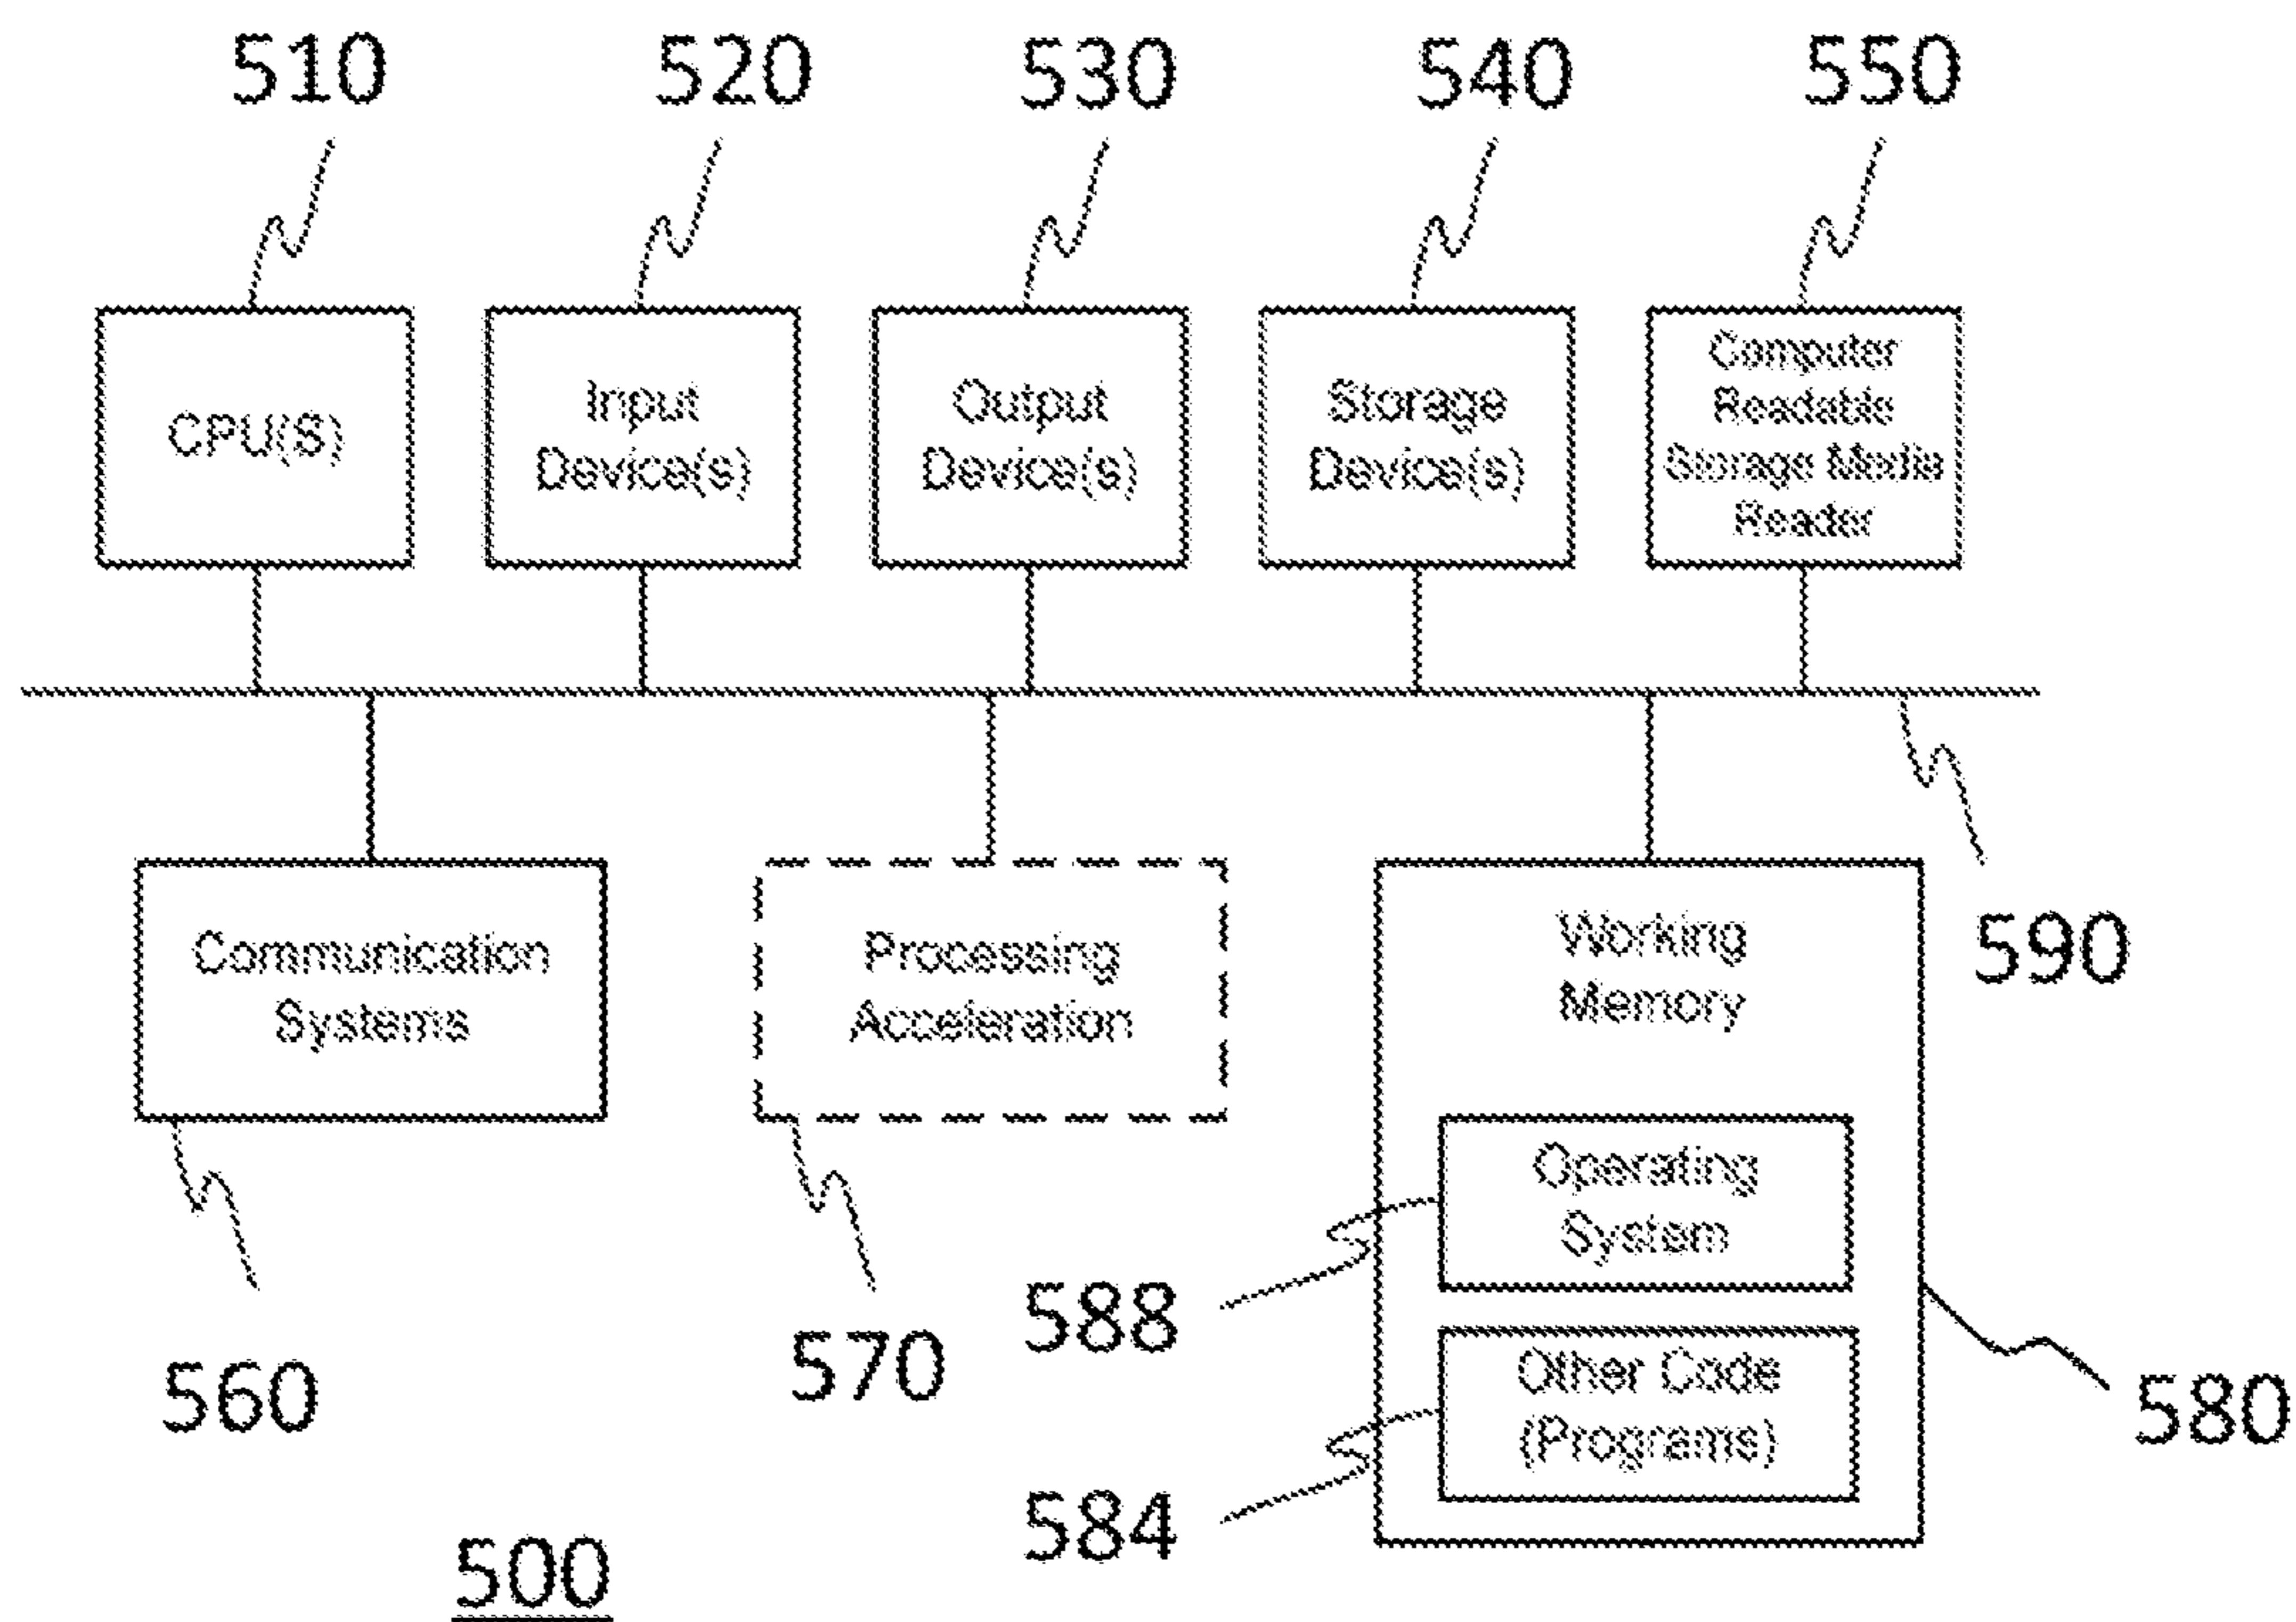 510 520 530 540 550
CPU(S)
Input
Device(s)
Output
Device(s)
Storage
Device(s)
Computer
Readable
Storage Media
Reader
590
Communication
Systems
Processing
Acceleration
Working
Memory
Operating
System
Other Code
(Programs)
560
570
588
584
580
500